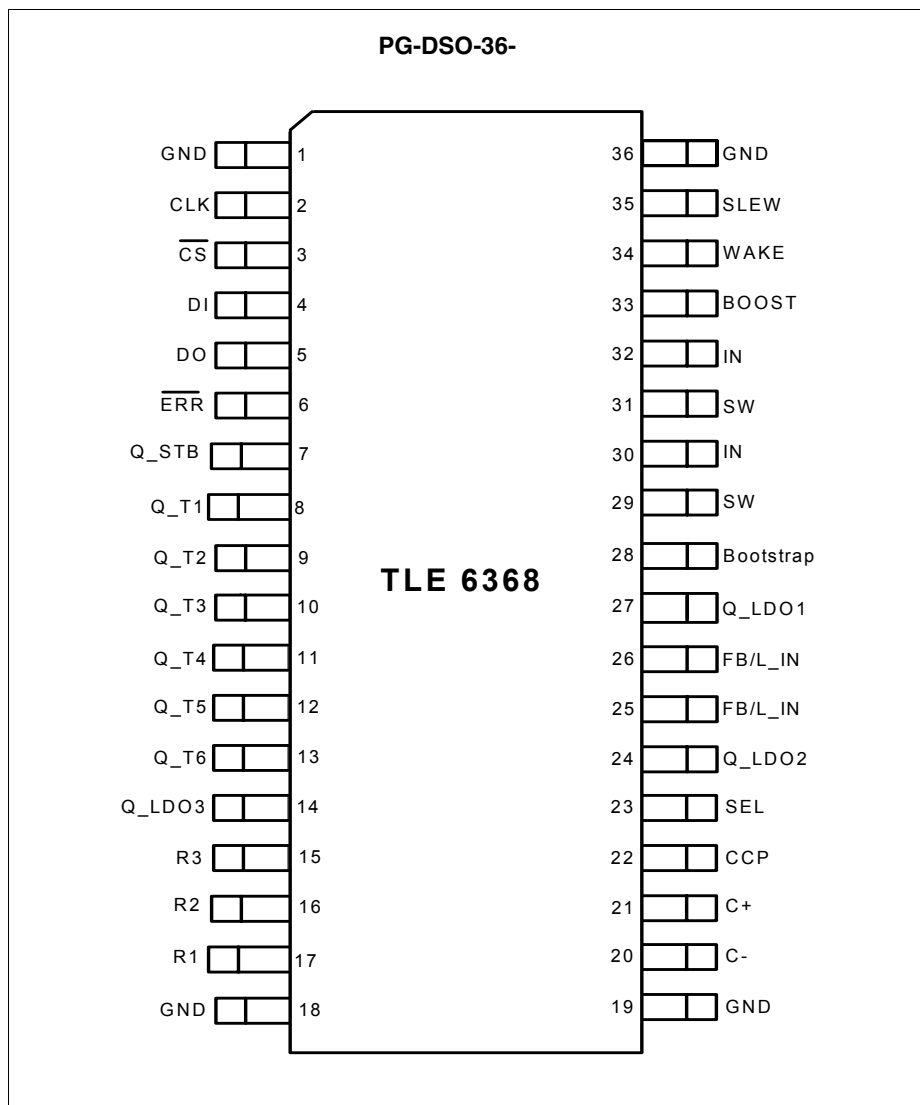 PG-DSO-36-
GND 1 36 GND
CLK 2 35 SLEW
CS 3 34 WAKE
DI 4 33 BOOST
DO 5 32 IN
ERR 6 31 SW
Q_STB 7 30 IN
Q_T1 8 29 SW
Q_T2 9 28 Bootstrap
TLE 6368
Q_T3 10 27 Q_LDO1
Q_T4 11 26 FB/L_IN
Q_T5 12 25 FB/L_IN
Q_T6 13 24 Q_LDO2
Q_LDO3 14 23 SEL
R3 15 22 CCP
R2 16 21 C+
R1 17 20 C-
GND 18 19 GND